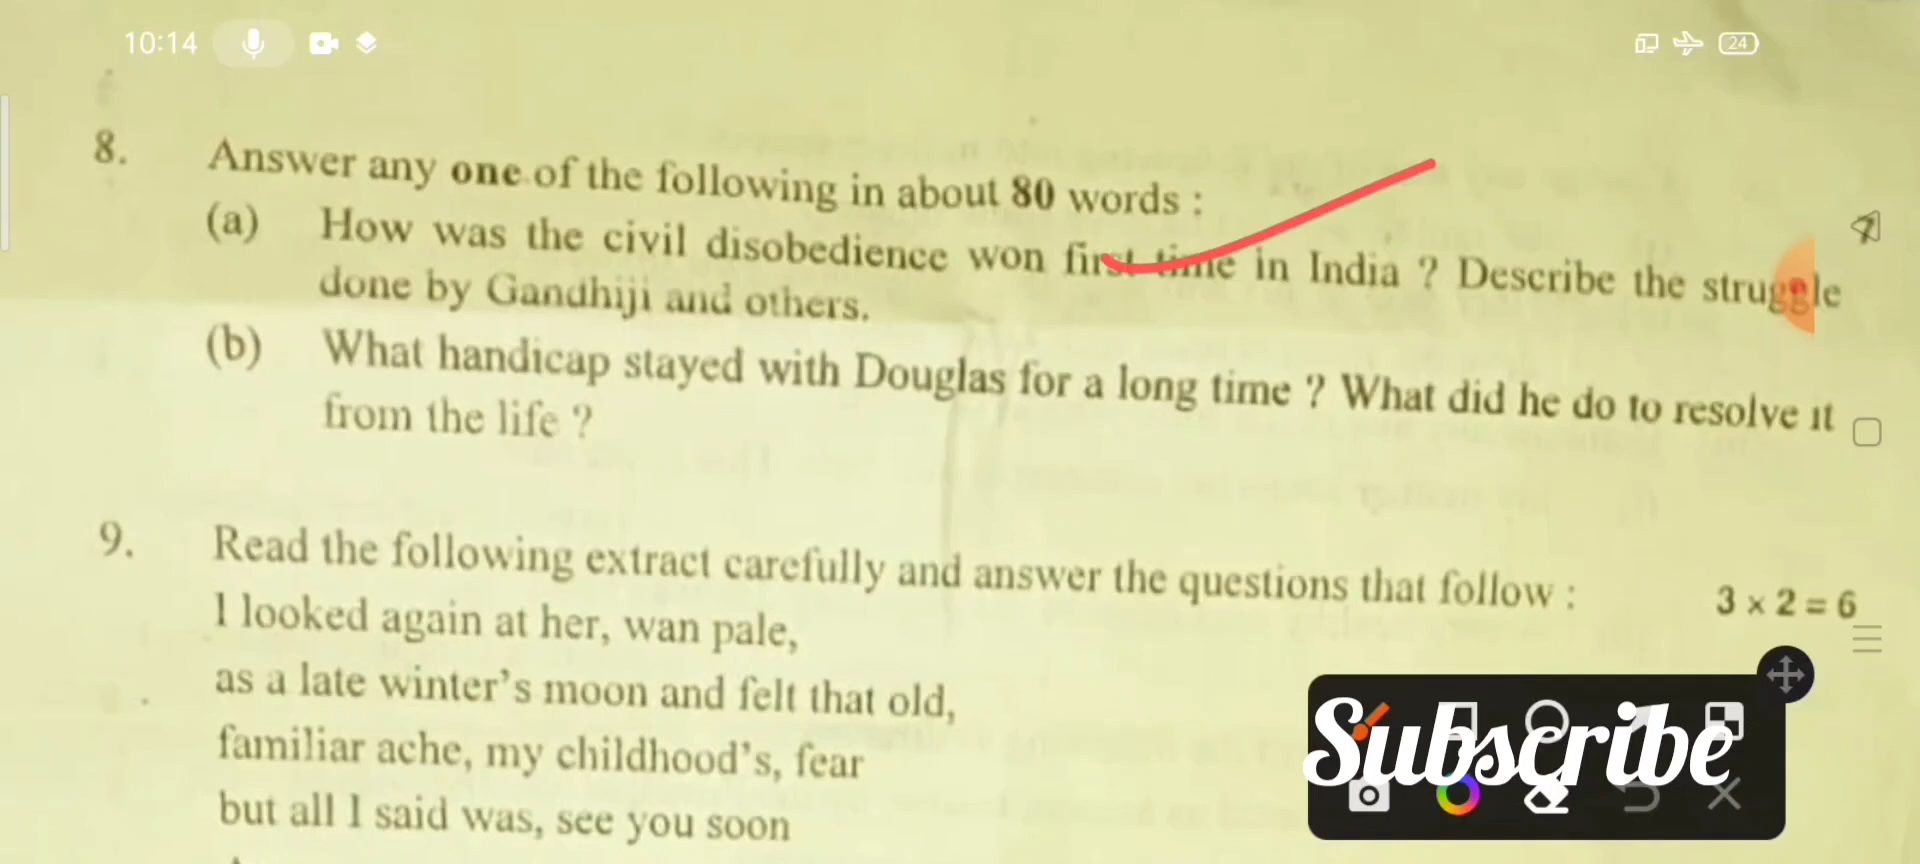 10:14
24
8. Answer any one of the following in about 80 words :
(a) How was the civil disobedience won first time in India ? Describe the struggle
done by Gandhiji and others.
(b) What handicap stayed with Douglas for a long time ? What did he do to resolve it
from the life ?
9. Read the following extract carefully and answer the questions that follow :
3 × 2 = 6
I looked again at her, wan pale,
as a late winter's moon and felt that old,
familiar ache, my childhood's, fear
but all I said was, see you soon
Subscribe